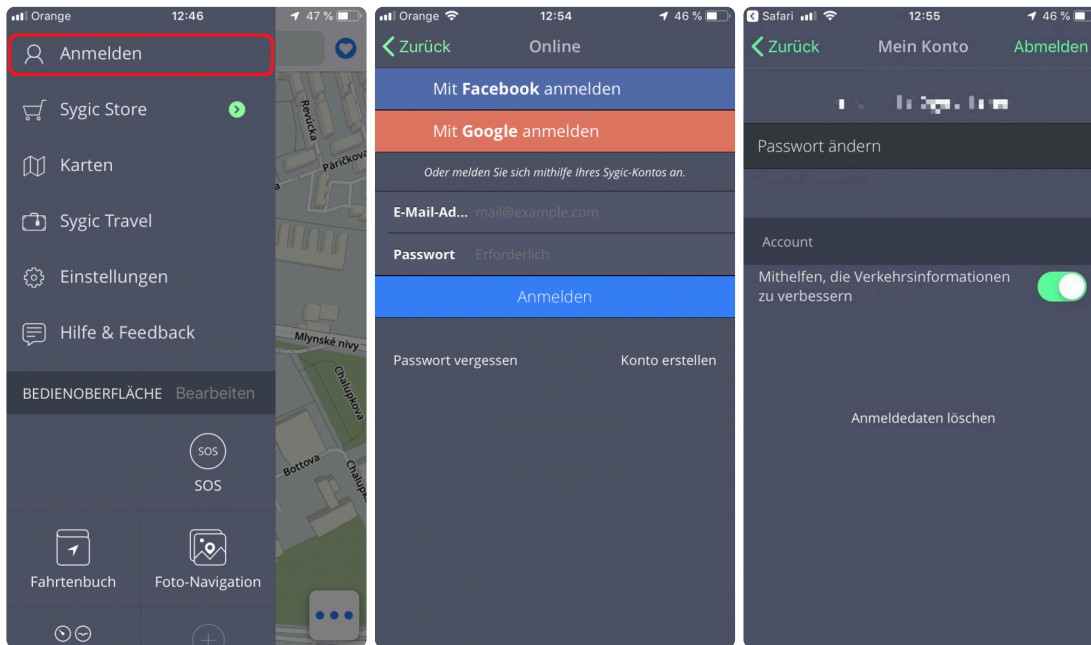 Orange 12:46 47 %
Anmelden
Sygic Store
Karten
Sygic Travel
Einstellungen
Hilfe & Feedback
BEDIENOBERFLÄCHE Bearbeiten
SOS
SOS
Fahrtenbuch Foto-Navigation
Revúcka
Páričkova
Mlynské nivy
Chalupkova
Bottova
Orange 12:54 46 %
Zurück Online
Mit Facebook anmelden
Mit Google anmelden
Oder melden Sie sich mithilfe Ihres Sygic-Kontos an.
E-Mail-Ad... mail@example.com
Passwort Erforderlich
Anmelden
Passwort vergessen Konto erstellen
Safari 12:55 46 %
Zurück Mein Konto Abmelden
Passwort ändern
Account
Mithelfen, die Verkehrsinformationen
zu verbessern
Anmeldedaten löschen